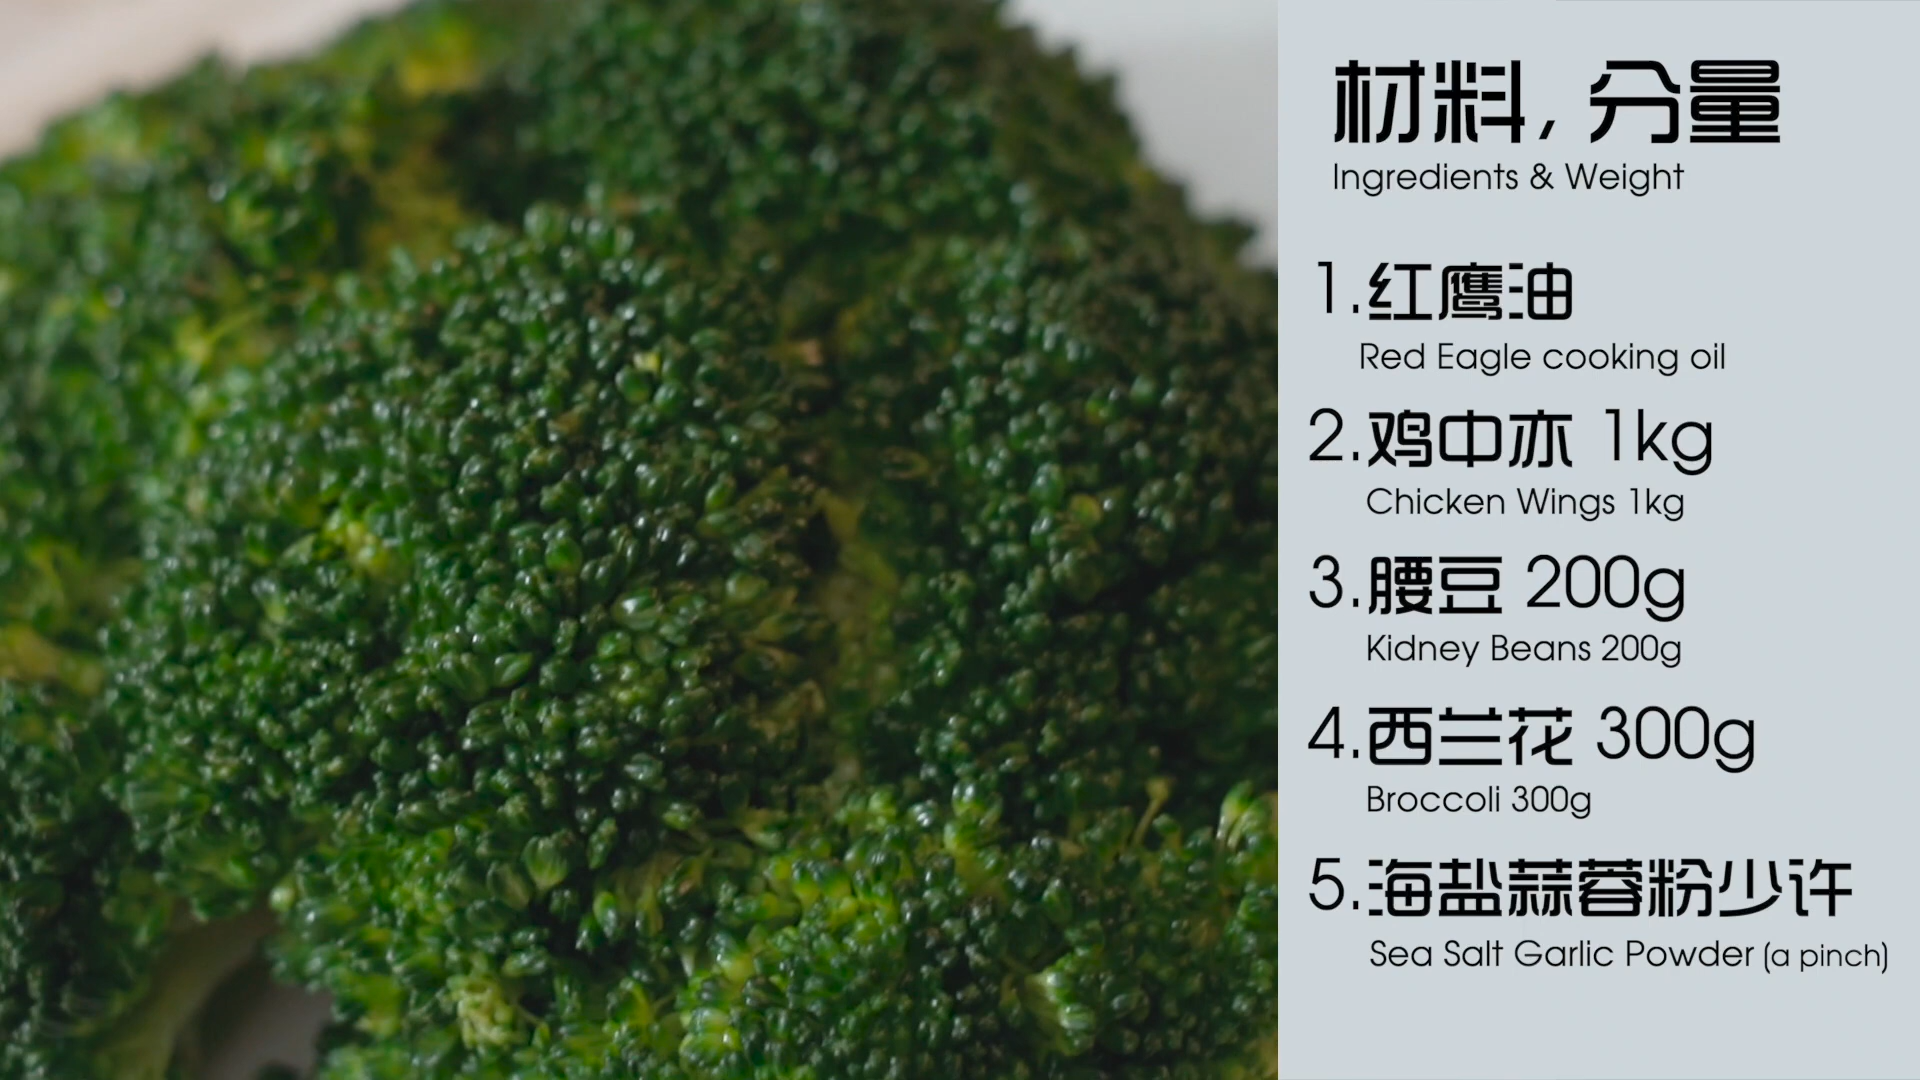 材料, 分量
Ingredients & Weight
1.红鹰油
Red Eagle cooking oil
2.鸡中亦 1kg
Chicken Wings 1kg
3.腰豆 200g
Kidney Beans 200g
4.西兰花 300g
Broccoli 300g
5.海盐蒜蓉粉少许
Sea Salt Garlic Powder (a pinch)